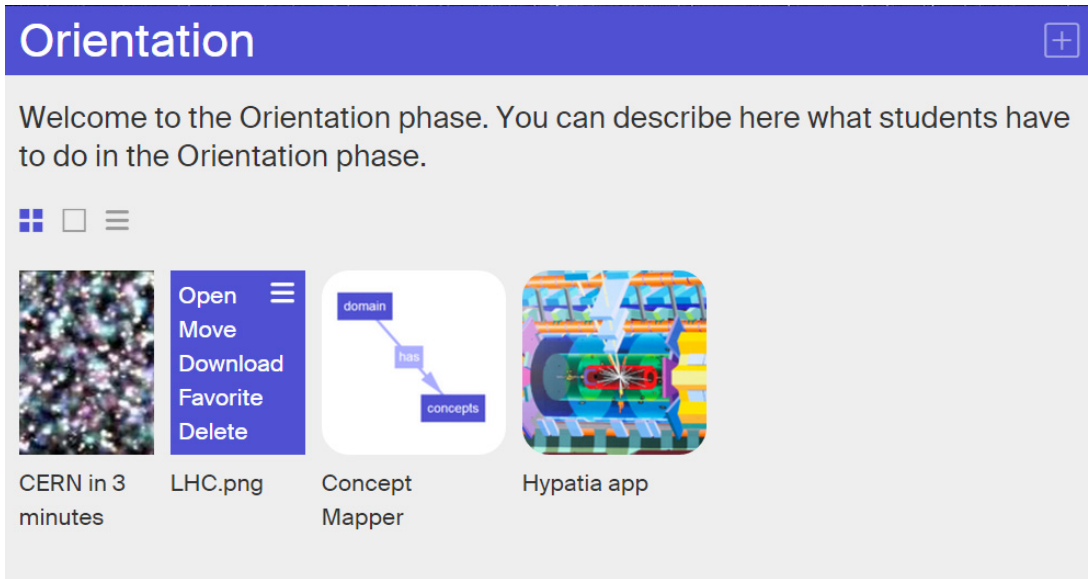 Orientation
Welcome to the Orientation phase. You can describe here what students have
to do in the Orientation phase.
Open
Move
Download
Favorite
Delete
domain
has
concepts
CERN in 3
minutes
LHC.png
Concept
Mapper
Hypatia app